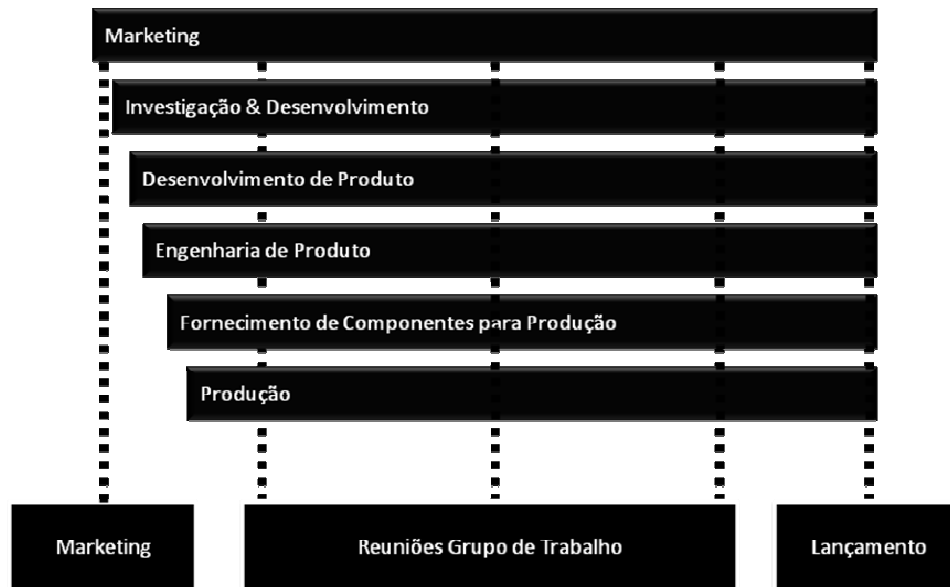 Marketing
Investigação & Desenvolvimento
Desenvolvimento de Produto
Engenharia de Produto
Fornecimento de Componentes para Produção
Produção
Marketing
Reuniões Grupo de Trabalho
Lançamento